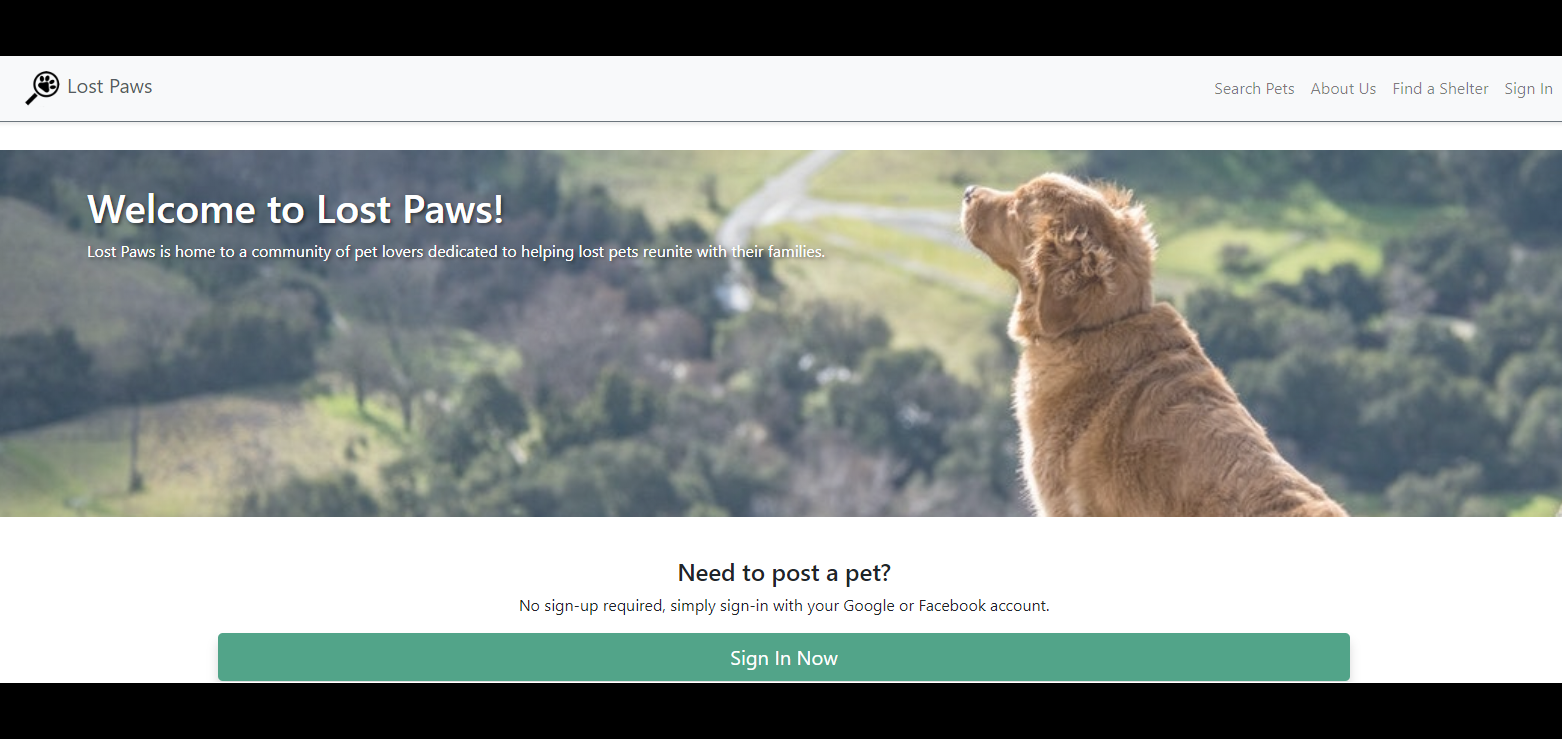 Lost Paws
Search Pets About Us Find a Shelter Sign In
Welcome to Lost Paws!
Lost Paws is home to a community of pet lovers dedicated to helping lost pets reunite with their families.
Need to post a pet?
No sign-up required, simply sign-in with your Google or Facebook account.
Sign In Now